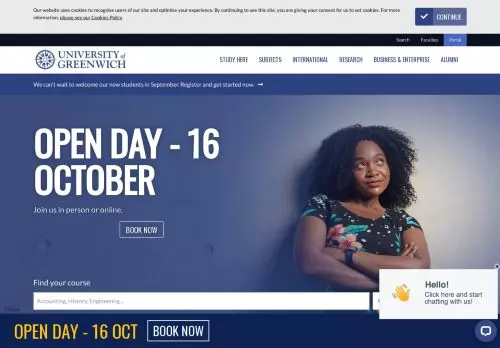 Our website uses cookies to recognise users of our site and optimise your experience. By continuing to use this site, you are giving your consent for us to set cookies. For more
information, please see our Cookies Policy.
CONTINUE
Search Faculties Portal
UNIVERSITY of
GREENWICH
STUDY HERE SUBJECTS INTERNATIONAL RESEARCH BUSINESS & ENTERPRISE ALUMNI
We can't wait to welcome our new students in September. Register and get started now.
OPEN DAY - 16
OCTOBER
Join us in person or online.
BOOK NOW
Find your course
Accounting, History, Engineering...
Hello!
Click here and start
chatting with us!
OPEN DAY - 16 OCT BOOK NOW